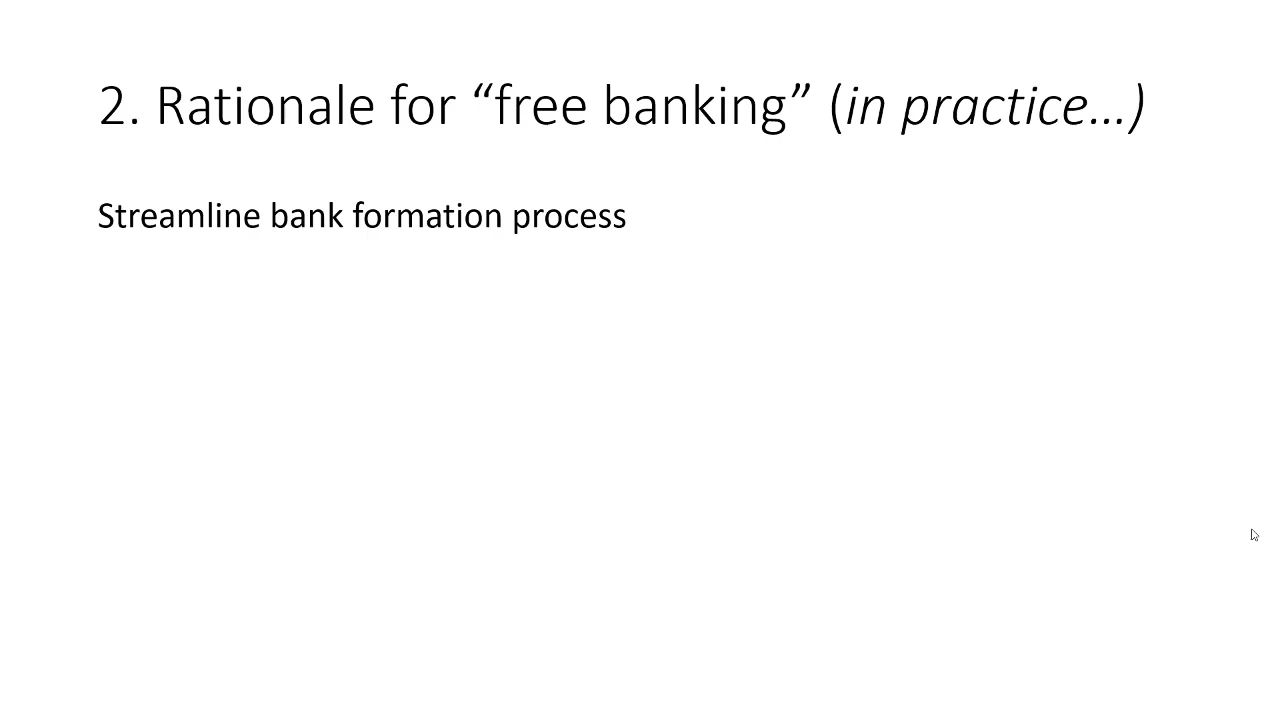 2. Rationale for “free banking” (in practice…)
Streamline bank formation process